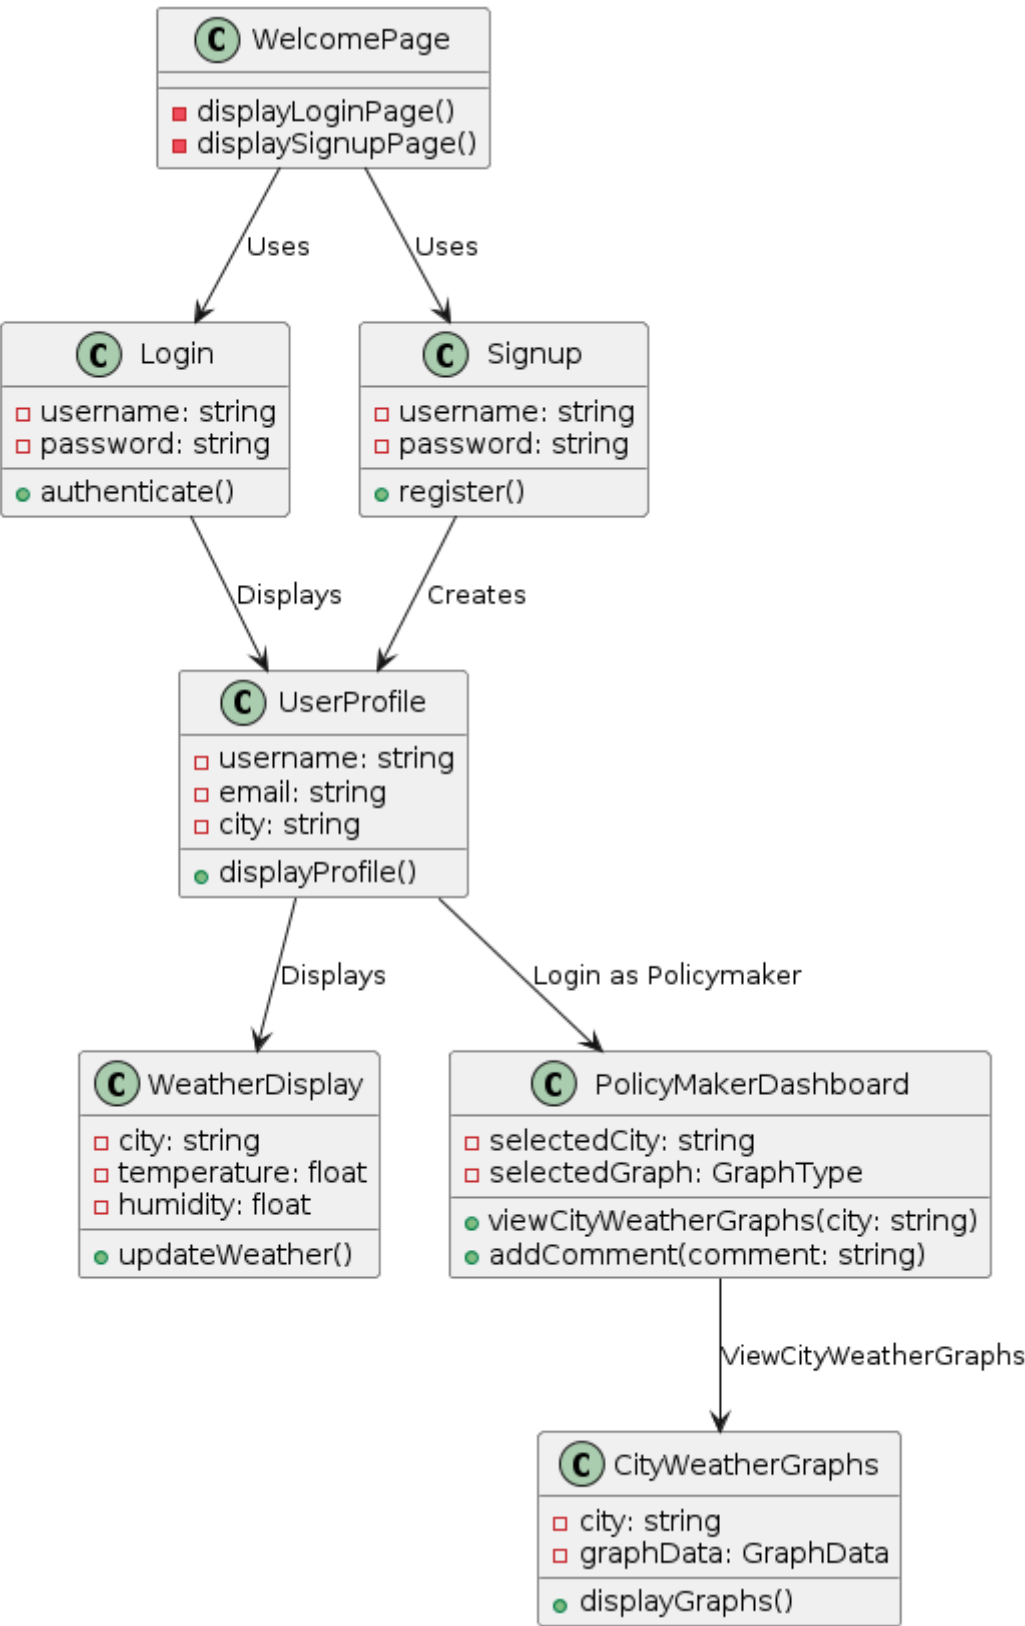 C WelcomePage
displayLoginPage()
displaySignupPage()
Uses
Uses
C Login
username: string
password: string
authenticate()
C Signup
username: string
password: string
register()
Displays
Creates
C UserProfile
username: string
email: string
city: string
displayProfile()
Displays
Login as Policymaker
C WeatherDisplay
city: string
temperature: float
humidity: float
updateWeather()
C PolicyMakerDashboard
selectedCity: string
selectedGraph: GraphType
viewCityWeatherGraphs(city: string)
addComment(comment: string)
ViewCityWeatherGraphs
C CityWeatherGraphs
city: string
graphData: GraphData
displayGraphs()